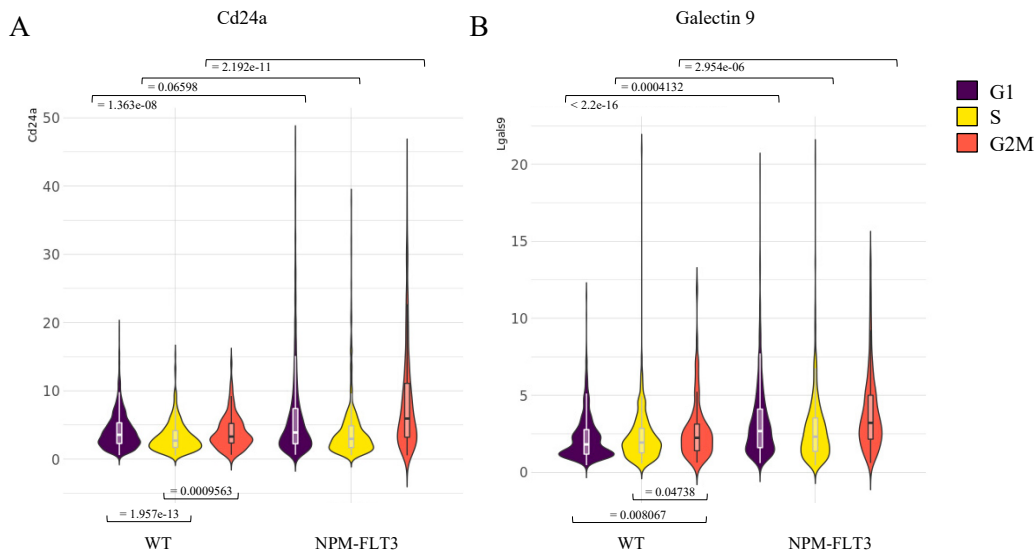 A
Cd24a
= 2.192e-11
= 0.06598
= 1.363e-08
Cd24a
50
40
30
20
10
0
= 0.0009563
= 1.957e-13
WT
NPM-FLT3
B
Galectin 9
= 2.954e-06
= 0.0004132
< 2.2e-16
Lgals9
20
15
10
5
0
= 0.04738
= 0.008067
WT
NPM-FLT3
G1
S
G2M